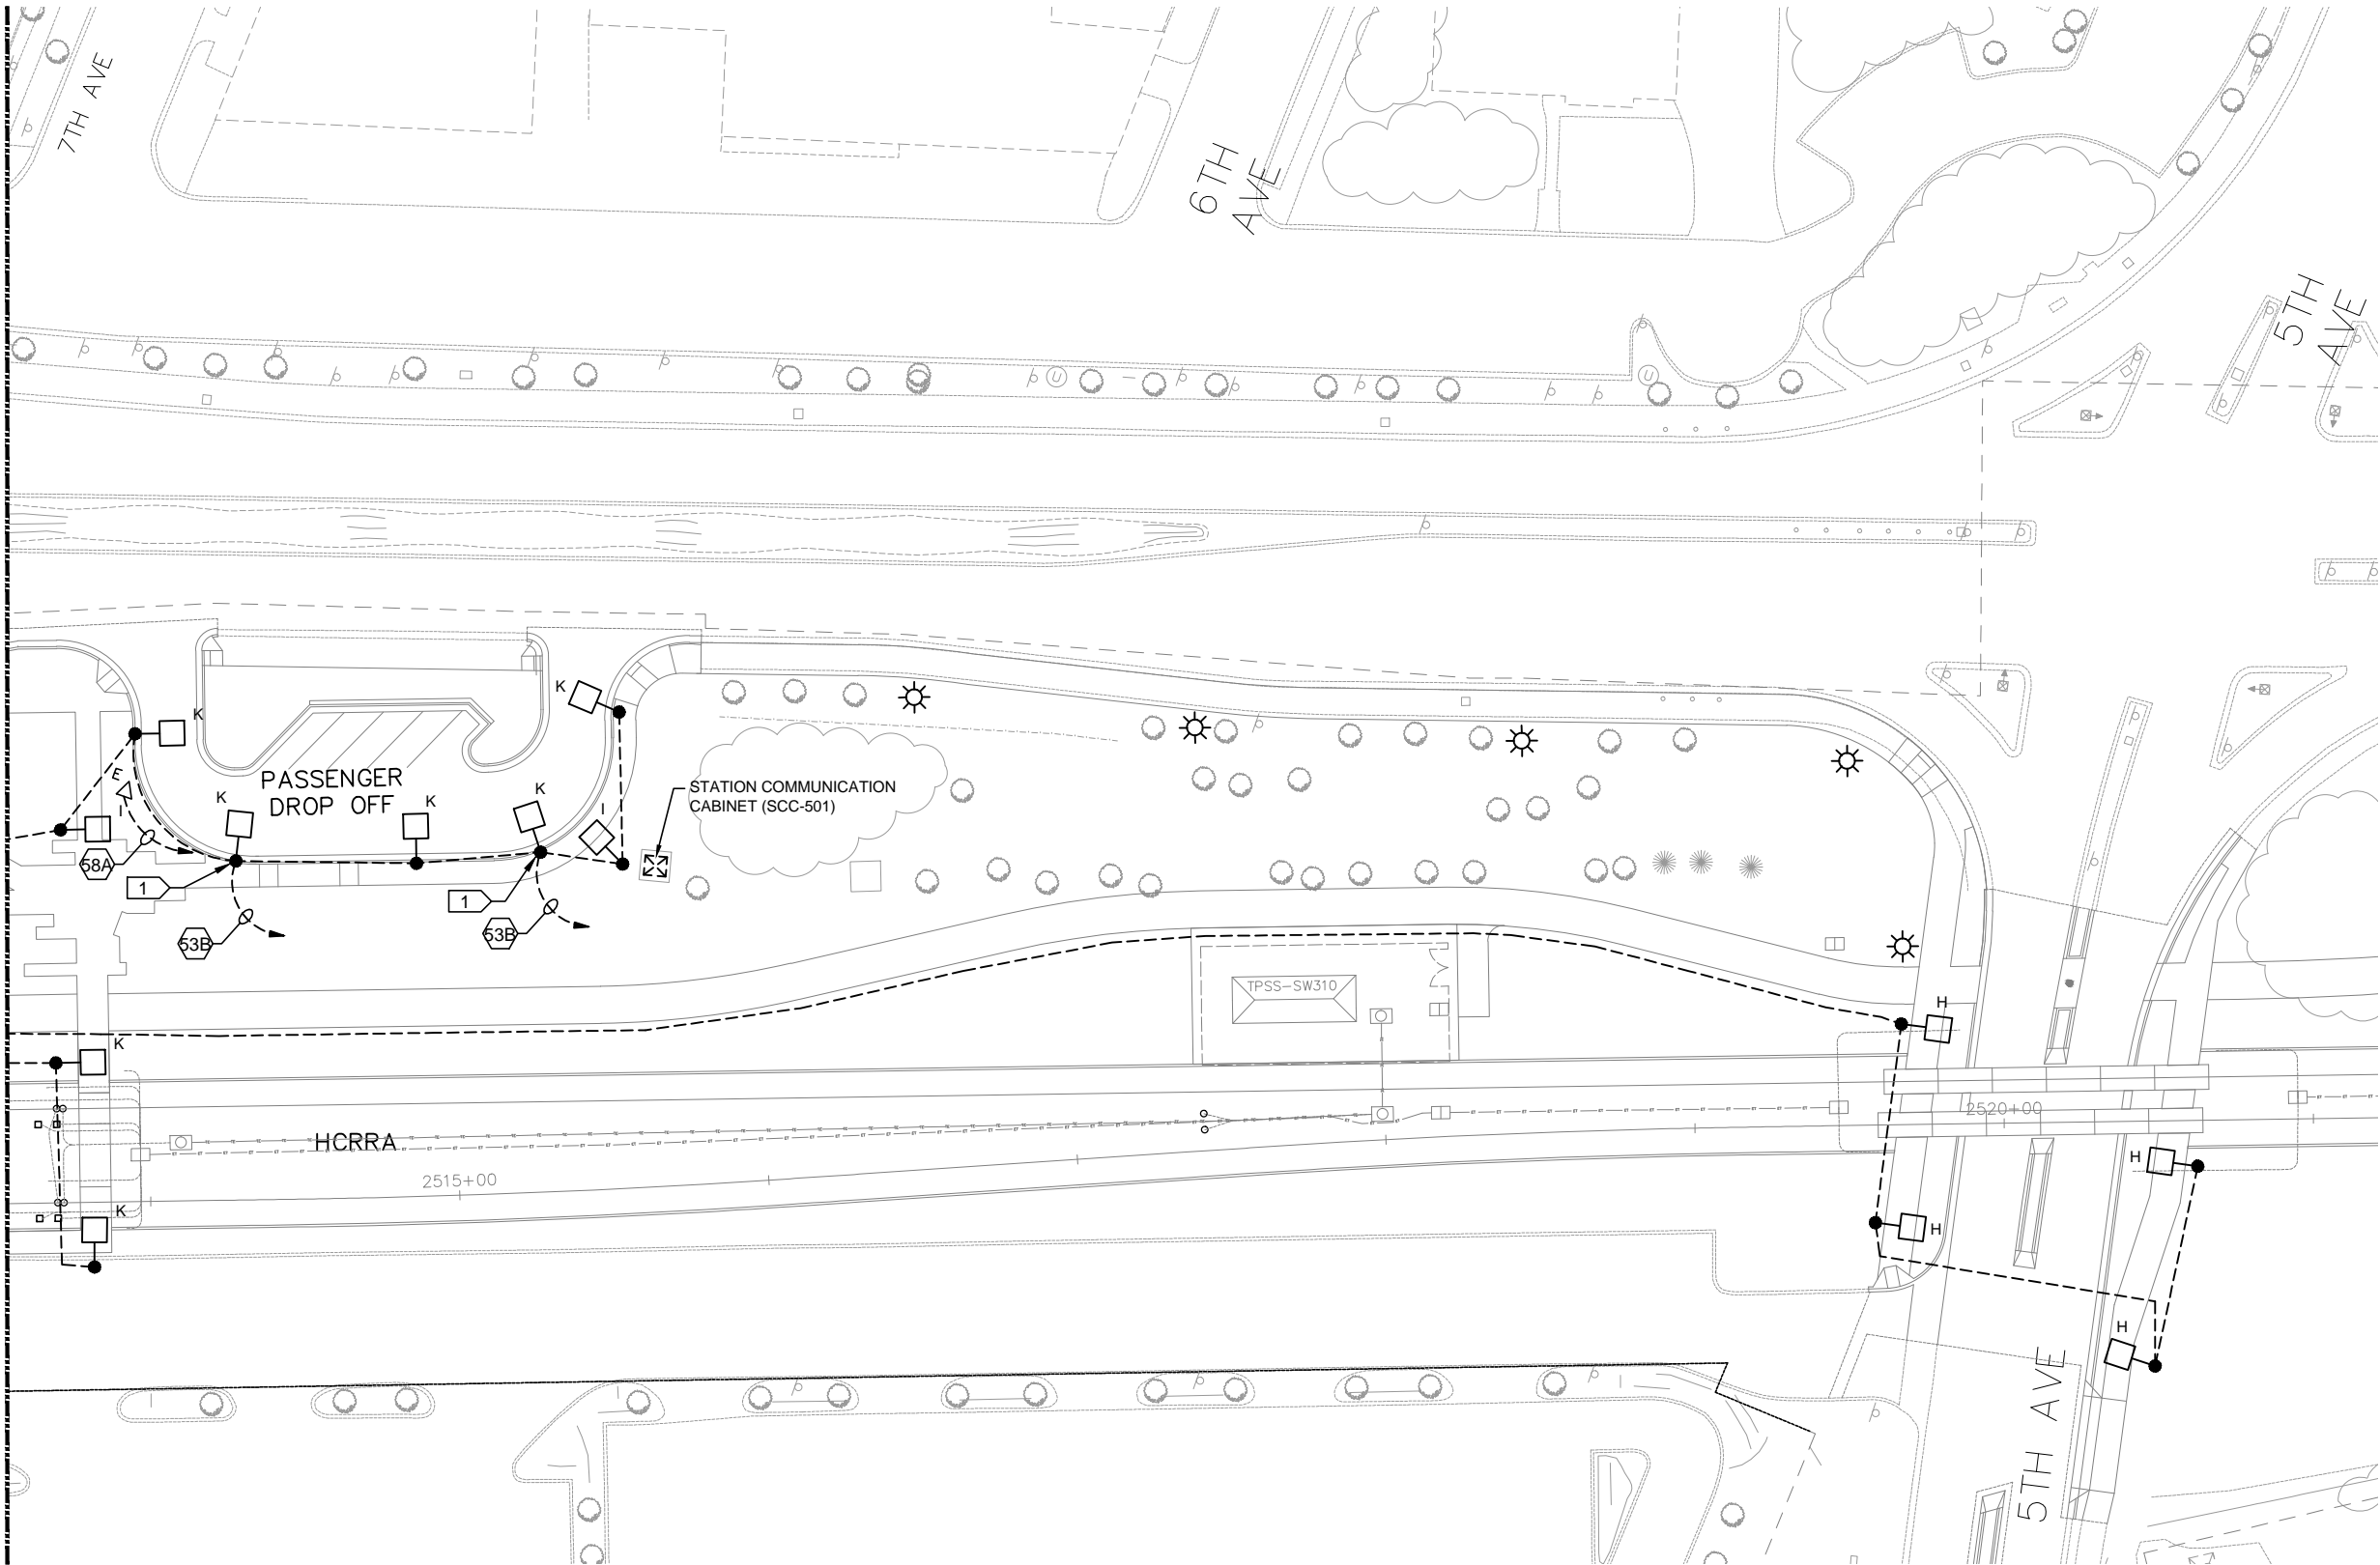 7TH AVE
6TH
AVE
5TH
AVE
K
K
E
I
PASSENGER
DROP OFF
K
K
K
I
STATION COMMUNICATION
CABINET (SCC-501)
58A
1
1
53B
53B
TPSS-SW310
H
K
2520+00
HCRRA
H
2515+00
K
H
H
5TH AVE